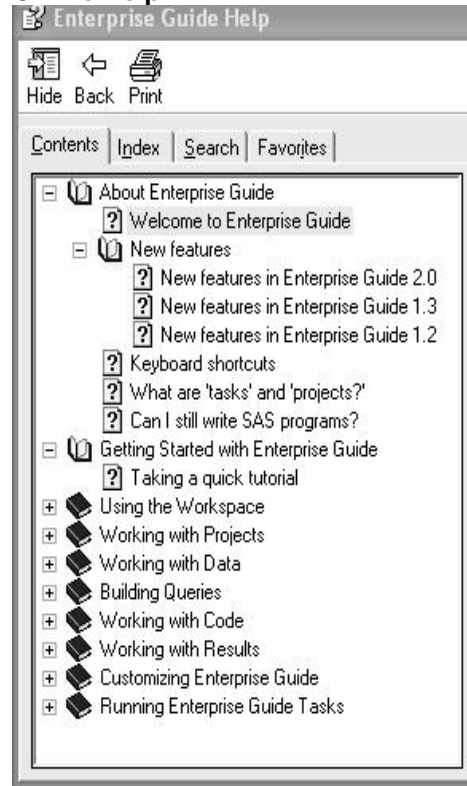 Enterprise Guide Help
Hide Back Print
Contents Index Search Favorites
About Enterprise Guide
Welcome to Enterprise Guide
New features
New features in Enterprise Guide 2.0
New features in Enterprise Guide 1.3
New features in Enterprise Guide 1.2
Keyboard shortcuts
What are 'tasks' and 'projects?'
Can I still write SAS programs?
Getting Started with Enterprise Guide
Taking a quick tutorial
Using the Workspace
Working with Projects
Working with Data
Building Queries
Working with Code
Working with Results
Customizing Enterprise Guide
Running Enterprise Guide Tasks